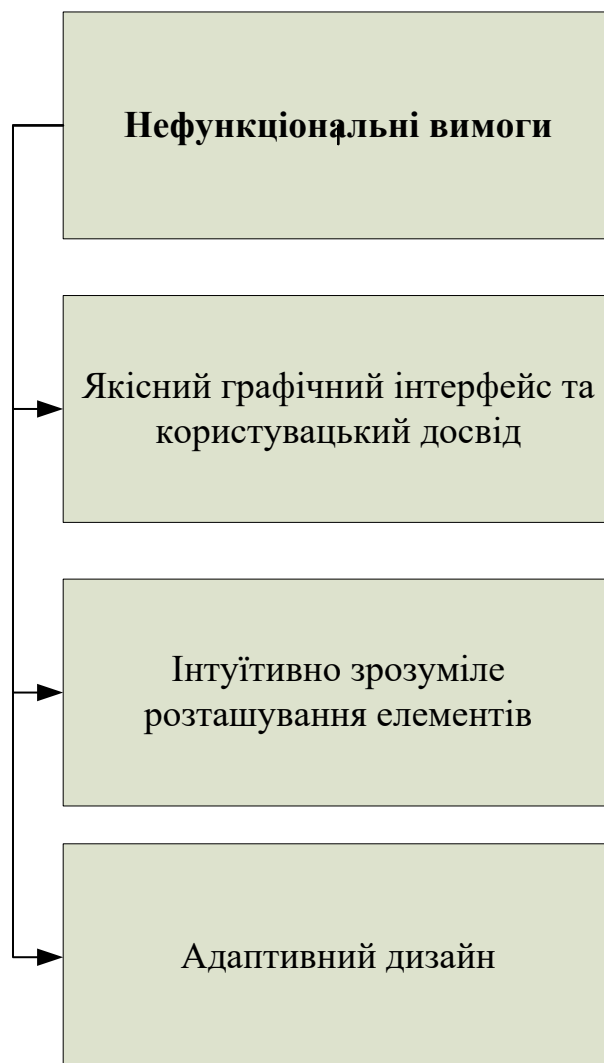 Нефункціональні вимоги
Якісний графічний інтерфейс та
користувацький досвід
Інтуїтивно зрозуміле
розташування елементів
Адаптивний дизайн